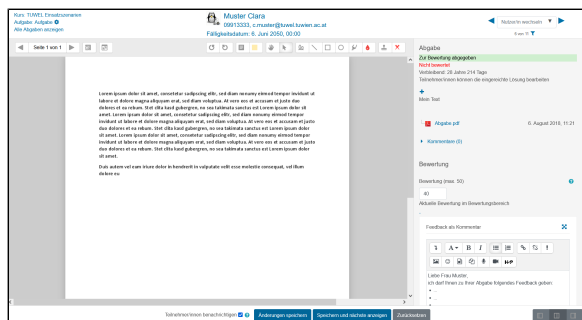 Kurs: TUWEL Einsatzszenarien
Aufgabe: Aufgabe
Alle Abgaben anzeigen
Muster Clara
09913333, c.muster@tuwel.tuwien.ac.at
Fälligkeitsdatum: 6. Juni 2050, 00:00
Nutzer/in wechseln
6 von 11
Seite 1 von 1
Lorem ipsum dolor sit amet, consetetur sadipscing elitr, sed diam nonumy eirmod tempor invidunt ut
labore et dolore magna aliquyam erat, sed diam voluptua. At vero eos et accusam et justo duo
dolores et ea rebum. Stet clita kasd gubergren, no sea takimata sanctus est Lorem ipsum dolor sit
amet. Lorem ipsum dolor sit amet, consetetur sadipscing elitr, sed diam nonumy eirmod tempor
invidunt ut labore et dolore magna aliquyam erat, sed diam voluptua. At vero eos et accusam et justo
duo dolores et ea rebum. Stet clita kasd gubergren, no sea takimata sanctus est Lorem ipsum dolor sit
amet. Lorem ipsum dolor sit amet, consetetur sadipscing elitr, sed diam nonumy eirmod tempor
invidunt ut labore et dolore magna aliquyam erat, sed diam voluptua. At vero eos et accusam et justo
duo dolores et ea rebum. Stet clita kasd gubergren, no sea takimata sanctus est Lorem ipsum dolor
sit amet.
Duis autem vel eum iriure dolor in hendrerit in vulputate velit esse molestie consequat, vel illum
dolore eu
Abgabe
Zur Bewertung abgegeben
Nicht bewertet
Verbleibend: 28 Jahre 214 Tage
Teilnehmer/innen können die eingereichte Lösung bearbeiten
Mein Text
Abgabe.pdf
6. August 2018, 11:21
Kommentare (0)
Bewertung
Bewertung (max. 50)
40
Aktuelle Bewertung im Bewertungsbereich
-
Feedback als Kommentar
A B I
H-P
Liebe Frau Muster,
ich darf Ihnen zu Ihrer Abgabe folgendes Feedback geben:
• ...
• ...
Teilnehmer/innen benachrichtigen
Änderungen speichern
Speichern und nächste anzeigen
Zurücksetzen